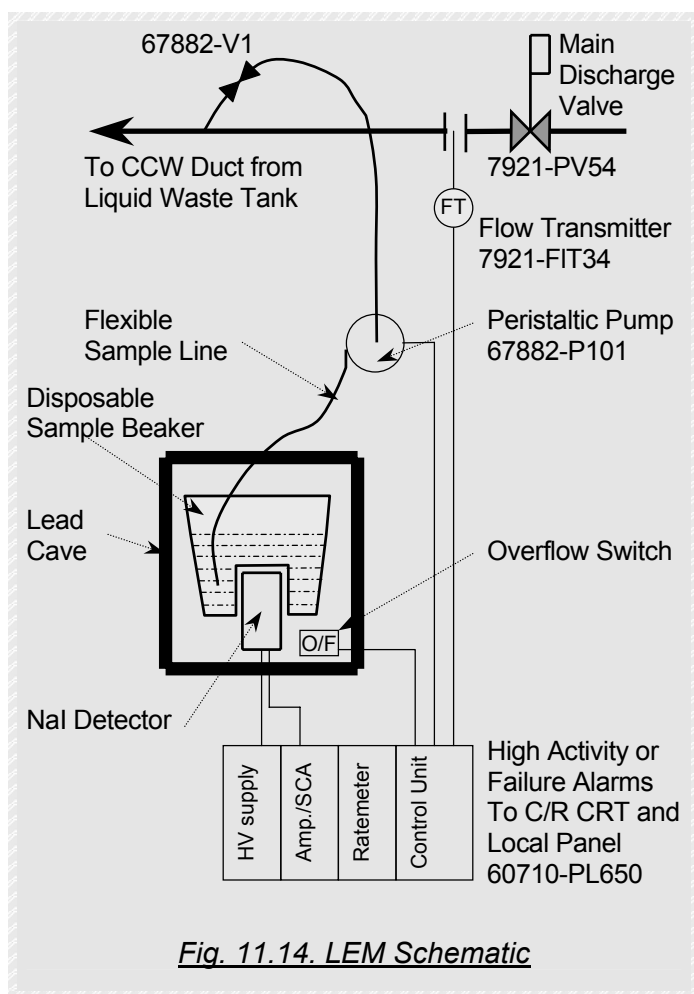 67882-V1
Main
Discharge
Valve
To CCW Duct from
Liquid Waste Tank
7921-PV54
FT
Flow Transmitter
7921-FIT34
Flexible
Sample Line
Peristaltic Pump
67882-P101
Disposable
Sample Beaker
Lead
Cave
Overflow Switch
O/F
NaI Detector
HV supply
Amp./SCA
Ratemeter
Control Unit
High Activity or
Failure Alarms
To C/R CRT and
Local Panel
60710-PL650
Fig. 11.14. LEM Schematic